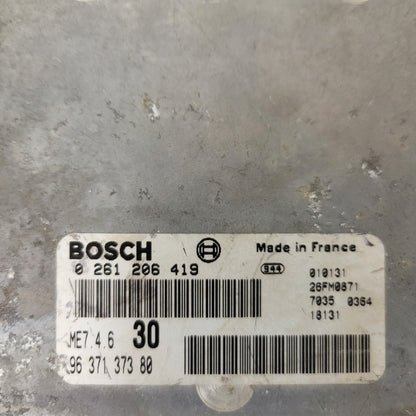 BOSCH
Made in France
0 261 206 419
944
010131
26FM0871
7035 0364
18131
ME7.4.6 30
96 371 373 80